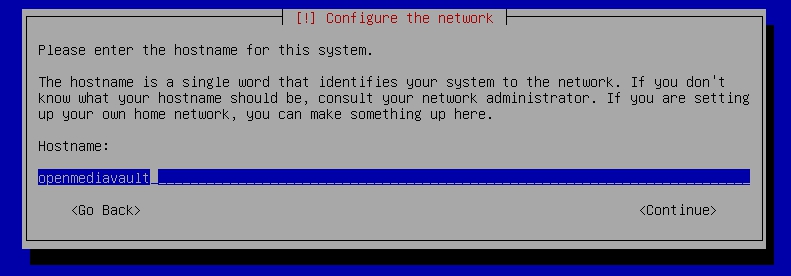 [!] Configure the network
Please enter the hostname for this system.
The hostname is a single word that identifies your system to the network. If you don't
know what your hostname should be, consult your network administrator. If you are setting
up your own home network, you can make something up here.
Hostname:
openmediavault
<Go Back> <Continue>